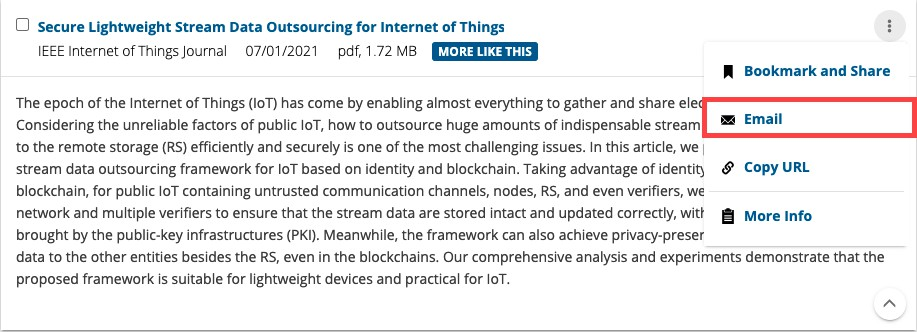 Secure Lightweight Stream Data Outsourcing for Internet of Things
IEEE Internet of Things Journal 07/01/2021 pdf, 1.72 MB MORE LIKE THIS
Bookmark and Share
Email
Copy URL
More Info
The epoch of the Internet of Things (IoT) has come by enabling almost everything to gather and share elec
Considering the unreliable factors of public IoT, how to outsource huge amounts of indispensable stream
to the remote storage (RS) efficiently and securely is one of the most challenging issues. In this article, we
stream data outsourcing framework for IoT based on identity and blockchain. Taking advantage of identity
blockchain, for public IoT containing untrusted communication channels, nodes, RS, and even verifiers, we
network and multiple verifiers to ensure that the stream data are stored intact and updated correctly, with
brought by the public-key infrastructures (PKI). Meanwhile, the framework can also achieve privacy-preser
data to the other entities besides the RS, even in the blockchains. Our comprehensive analysis and experiments demonstrate that the
proposed framework is suitable for lightweight devices and practical for IoT.